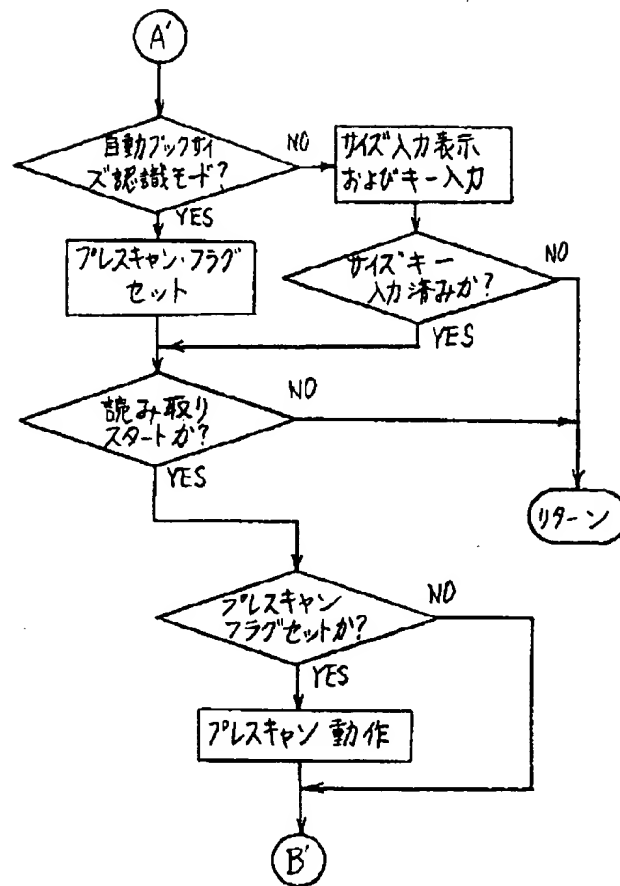 A'
自動ブックサイ
ズ認識モード?
NO
サイズ入力表示
およびキー入力
YES
プレスキャン・フラグ
セット
サイズキー
入力済みか?
NO
YES
読み取り
スタートか?
NO
YES
リターン
プレスキャン
フラグセットか?
NO
YES
プレスキャン動作
B'